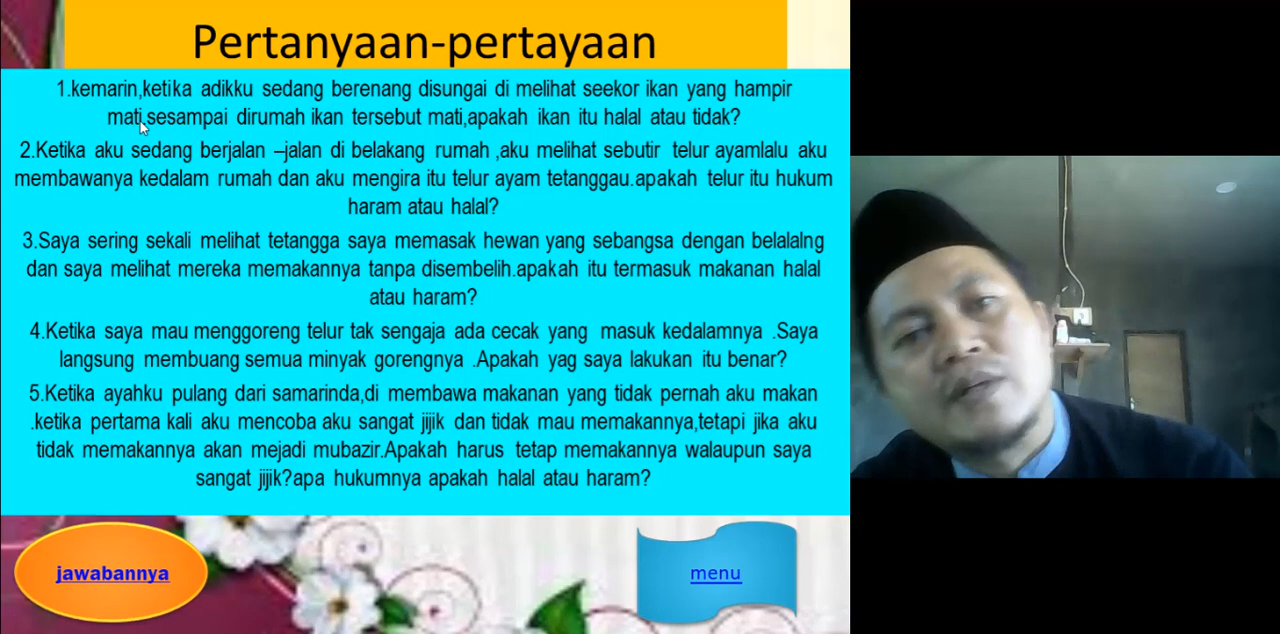 Pertanyaan-pertayaan
1.kemarin,ketika adikku sedang berenang disungai di melihat seekor ikan yang hampir
mati,sesampai dirumah ikan tersebut mati,apakah ikan itu halal atau tidak?
2.Ketika aku sedang berjalan –jalan di belakang rumah ,aku melihat sebutir telur ayamlalu aku
membawanya kedalam rumah dan aku mengira itu telur ayam tetanggau.apakah telur itu hukum
haram atau halal?
3.Saya sering sekali melihat tetangga saya memasak hewan yang sebangsa dengan belalalng
dan saya melihat mereka memakannya tanpa disembelih.apakah itu termasuk makanan halal
atau haram?
4.Ketika saya mau menggoreng telur tak sengaja ada cecak yang masuk kedalamnya .Saya
langsung membuang semua minyak gorengnya .Apakah yag saya lakukan itu benar?
5.Ketika ayahku pulang dari samarinda,di membawa makanan yang tidak pernah aku makan
.ketika pertama kali aku mencoba aku sangat jijik dan tidak mau memakannya,tetapi jika aku
tidak memakannya akan mejadi mubazir.Apakah harus tetap memakannya walaupun saya
sangat jijik?apa hukumnya apakah halal atau haram?
jawabannya
menu